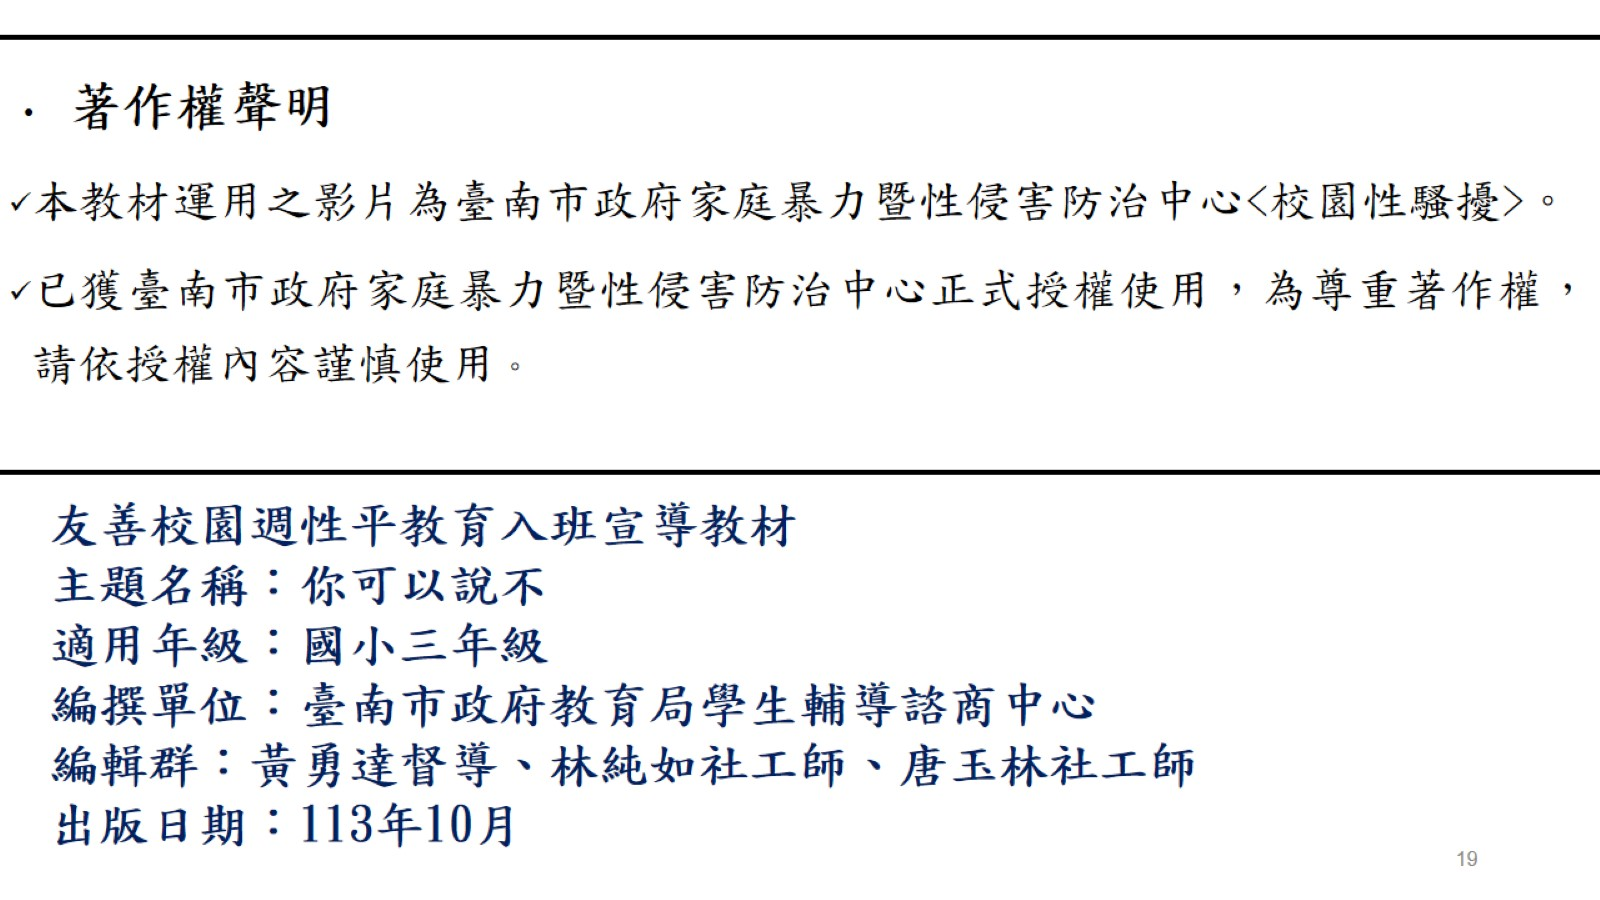 • 著作權聲明
✓本教材運用之影片為臺南市政府家庭暴力暨性侵害防治中心<校園性騷擾>。
✓已獲臺南市政府家庭暴力暨性侵害防治中心正式授權使用，為尊重著作權，
請依授權內容謹慎使用。
友善校園週性平教育入班宣導教材
主題名稱：你可以說不
適用年級：國小三年級
編撰單位：臺南市政府教育局學生輔導諮商中心
編輯群：黃勇達督導、林純如社工師、唐玉林社工師
出版日期：113年10月
19